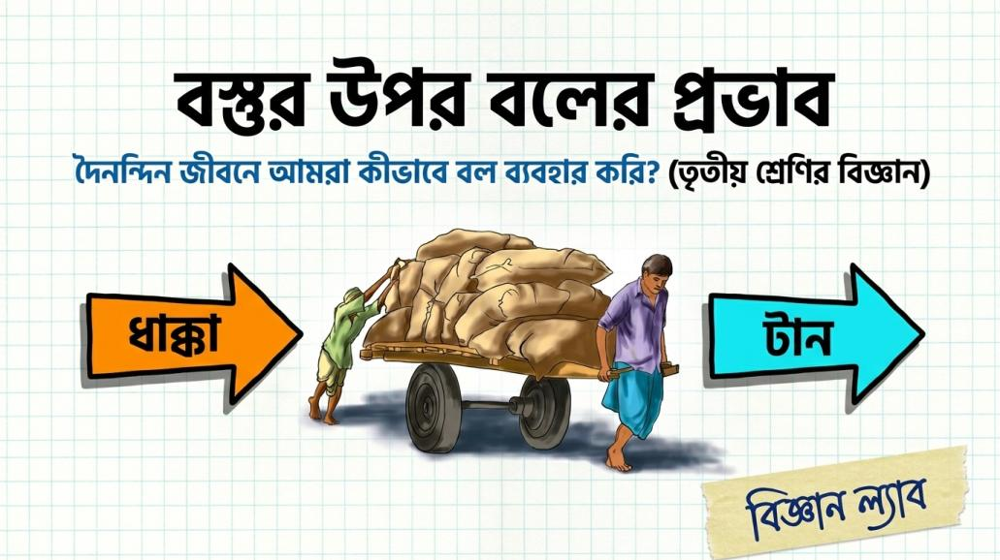 বস্তুর উপর বলের প্রভাব
দৈনন্দিন জীবনে আমরা কীভাবে বল ব্যবহার করি? (তৃতীয় শ্রেণির বিজ্ঞান)
ধাক্কা
টান
বিজ্ঞান ল্যাব